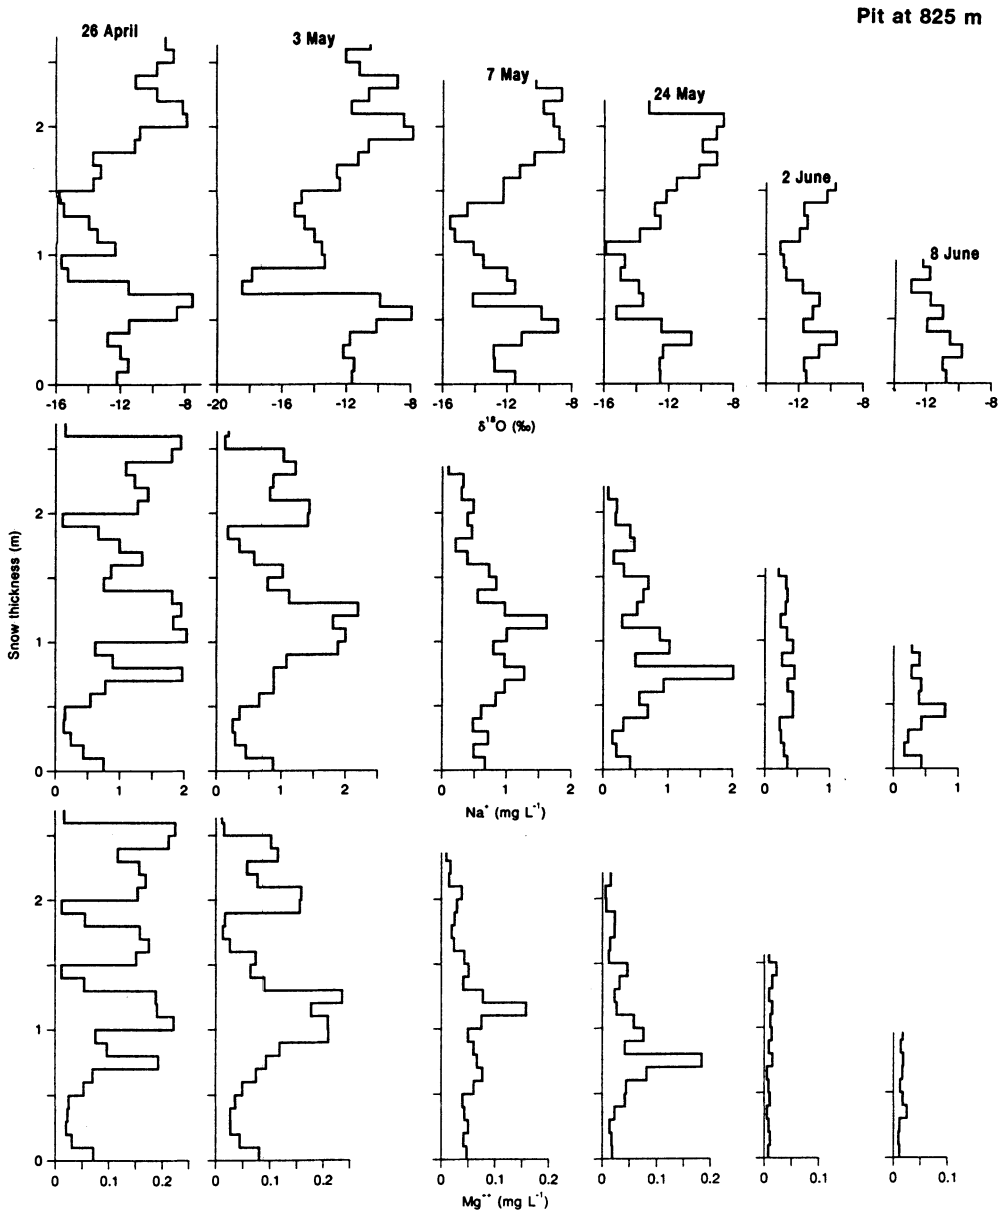 Pit at 825 m
26 April
3 May
7 May
24 May
2 June
8 June
2
1
0
-16 -12 -8 -20 -16 -12 -8 -16 -12 -8 -16 -12 -8 -12 -8 -12 -8
δ¹⁸O (‰)
Snow thickness (m)
2
1
0
0 1 2 0 1 2 0 1 2 0 1 2 0 1 0 1
Na⁺ (mg L⁻¹)
2
1
0
0 0.1 0.2 0 0.1 0.2 0 0.1 0.2 0 0.1 0.2 0 0.1 0 0.1
Mg⁺⁺ (mg L⁻¹)